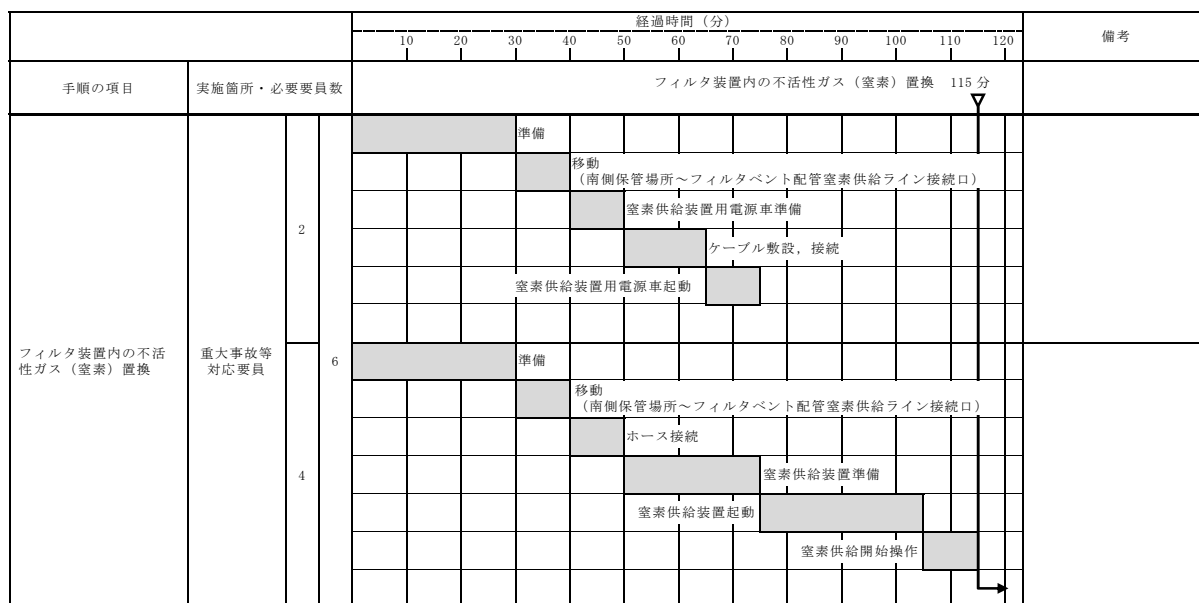 経過時間（分）
備考
10 20 30 40 50 60 70 80 90 100 110 120
手順の項目
実施箇所・必要要員数
フィルタ装置内の不活性ガス（窒素）置換 115 分
準備
移動
（南側保管場所～フィルタベント配管窒素供給ライン接続口）
窒素供給装置用電源車準備
2
ケーブル敷設，接続
窒素供給装置用電源車起動
フィルタ装置内の不活
性ガス（窒素）置換
重大事故等
対応要員
6
準備
移動
（南側保管場所～フィルタベント配管窒素供給ライン接続口）
ホース接続
4
窒素供給装置準備
窒素供給装置起動
窒素供給開始操作